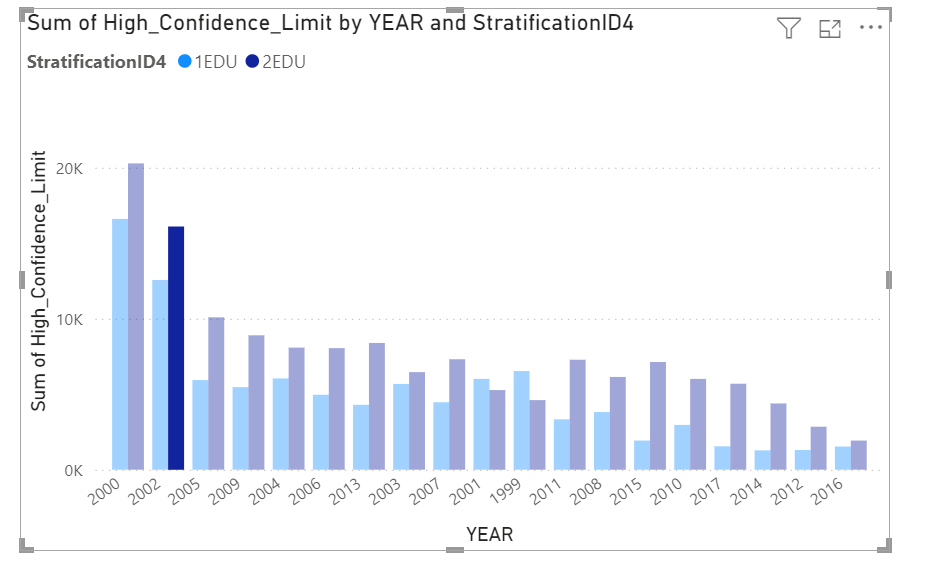 Sum of High_Confidence_Limit by YEAR and StratificationID4
StratificationID4 1EDU 2EDU
Sum of High_Confidence_Limit
20K
10K
0K
2000 2002 2005 2009 2004 2006 2013 2003 2007 2001 1999 2011 2008 2015 2010 2017 2014 2012 2016
YEAR